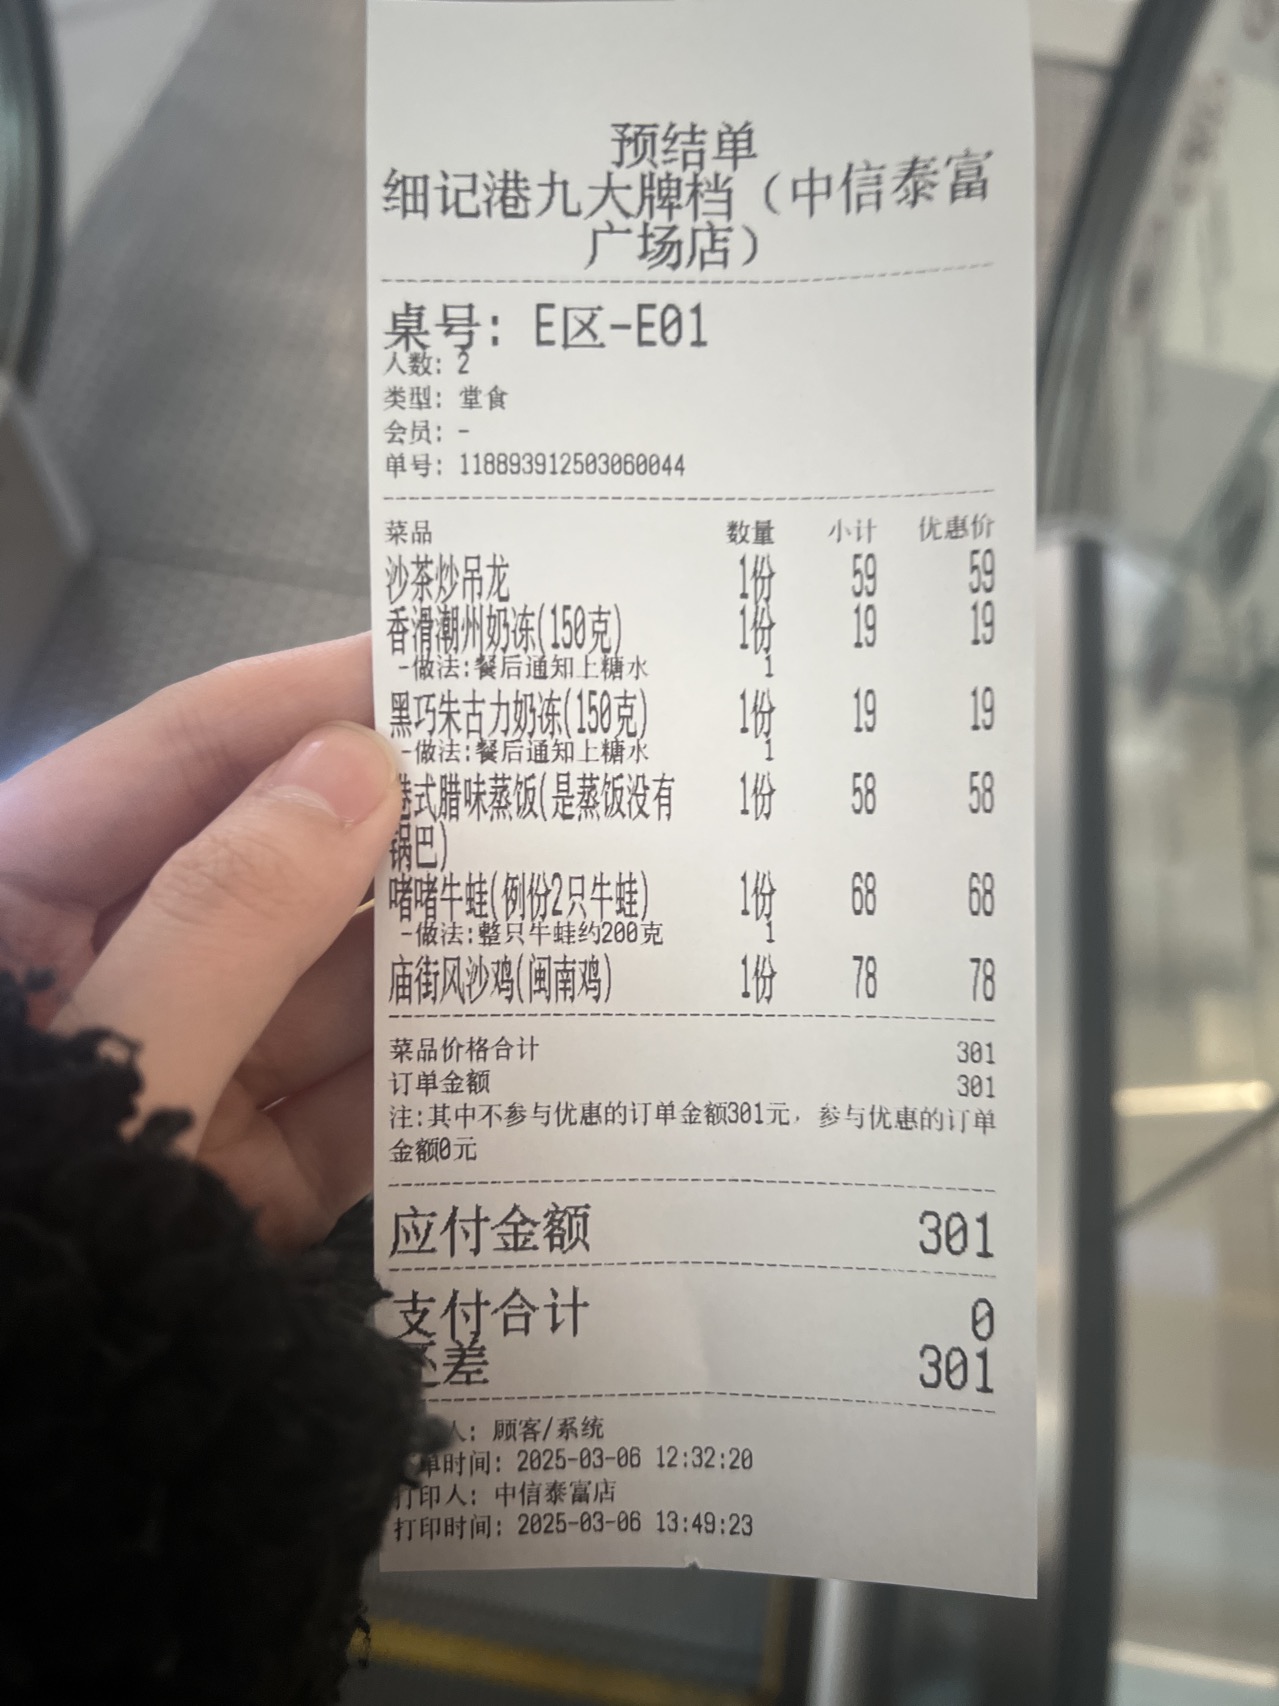 预结单
细记港九大牌档（中信泰富
广场店）
桌号: E区-E01
人数: 2
类型: 堂食
会员: -
单号: 118893912503060044
菜品 数量 小计 优惠价
沙茶炒吊龙 1份 59 59
香滑潮州奶冻(150克) 1份 19 19
-做法:餐后通知上糖水 1
黑巧朱古力奶冻(150克) 1份 19 19
-做法:餐后通知上糖水 1
港式腊味蒸饭(是蒸饭没有 1份 58 58
锅巴)
啫啫牛蛙(例份2只牛蛙) 1份 68 68
-做法:整只牛蛙约200克 1
庙街风沙鸡(闽南鸡) 1份 78 78
菜品价格合计 301
订单金额 301
注:其中不参与优惠的订单金额301元，参与优惠的订单
金额0元
应付金额 301
支付合计 0
还差 301
人: 顾客/系统
单时间: 2025-03-06 12:32:20
打印人: 中信泰富店
打印时间: 2025-03-06 13:49:23